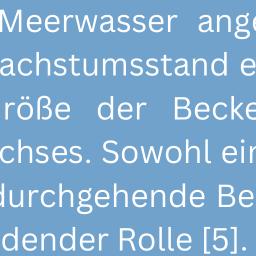 Meerwasser ange
achstumsstand e
röße der Becke
chses. Sowohl ein
durchgehende Be
dender Rolle [5].